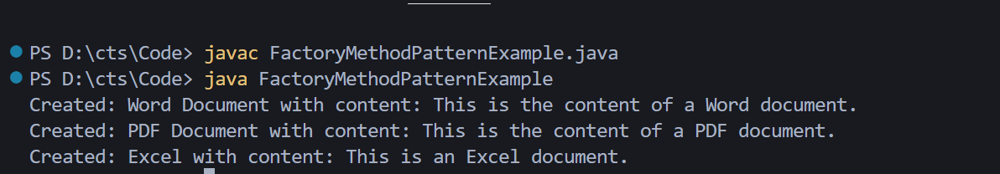 PS D:\cts\Code> javac FactoryMethodPatternExample.java
PS D:\cts\Code> java FactoryMethodPatternExample
Created: Word Document with content: This is the content of a Word document.
Created: PDF Document with content: This is the content of a PDF document.
Created: Excel with content: This is an Excel document.